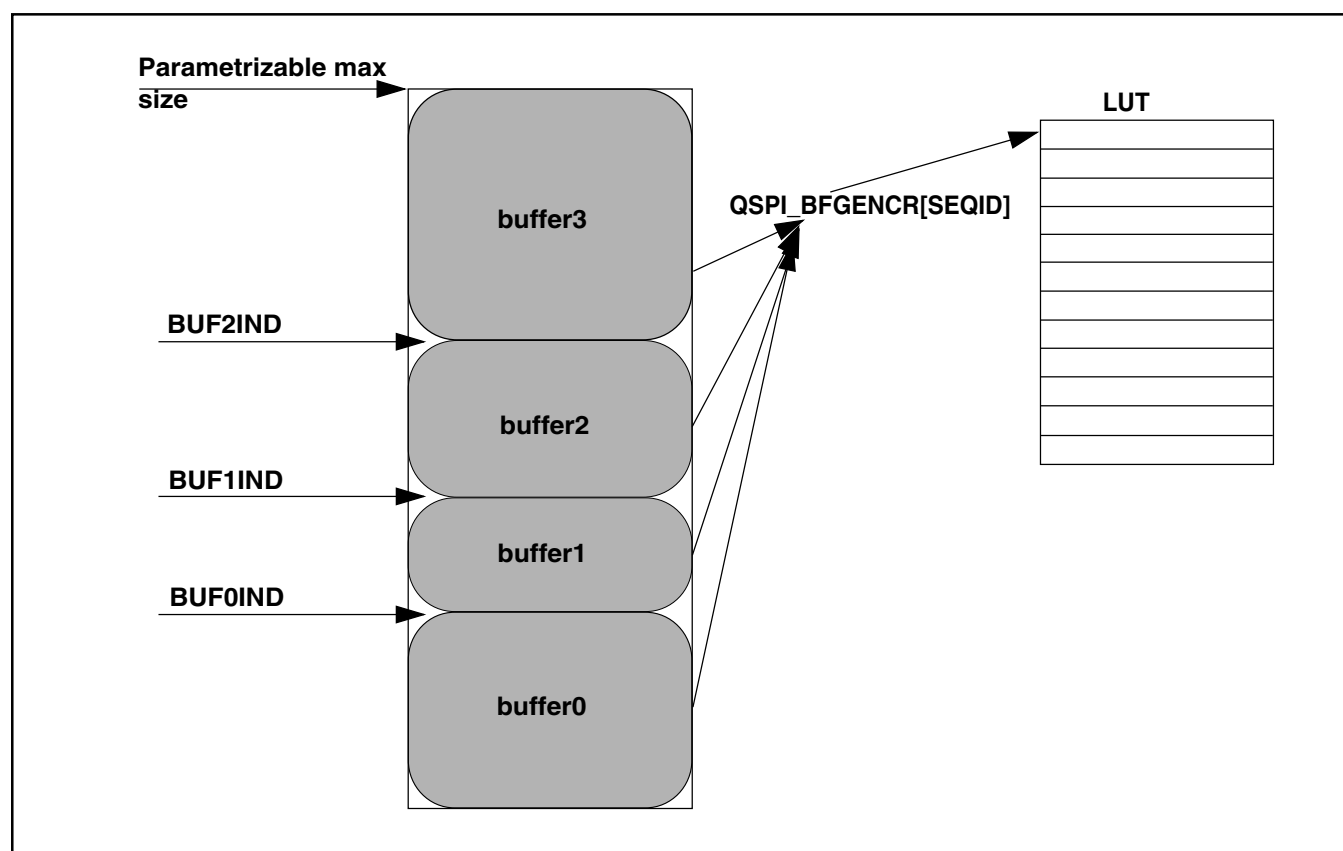 Parametrizable max
size
LUT
buffer3
QSPI_BFGENCR[SEQID]
BUF2IND
buffer2
BUF1IND
buffer1
BUF0IND
buffer0